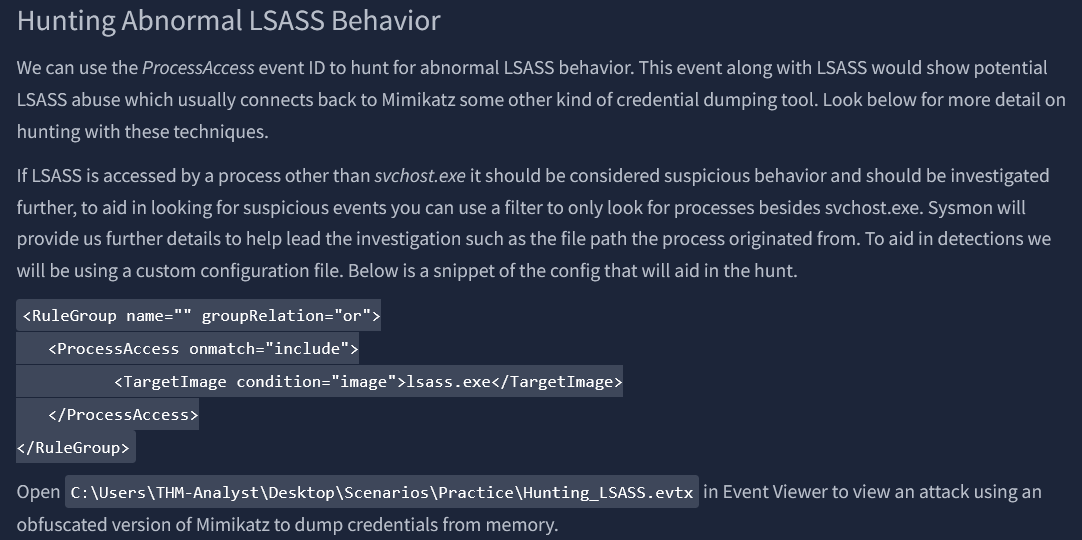 Hunting Abnormal LSASS Behavior
We can use the ProcessAccess event ID to hunt for abnormal LSASS behavior. This event along with LSASS would show potential
LSASS abuse which usually connects back to Mimikatz some other kind of credential dumping tool. Look below for more detail on
hunting with these techniques.
If LSASS is accessed by a process other than svchost.exe it should be considered suspicious behavior and should be investigated
further, to aid in looking for suspicious events you can use a filter to only look for processes besides svchost.exe. Sysmon will
provide us further details to help lead the investigation such as the file path the process originated from. To aid in detections we
will be using a custom configuration file. Below is a snippet of the config that will aid in the hunt.
<RuleGroup name="" groupRelation="or">
<ProcessAccess onmatch="include">
<TargetImage condition="image">lsass.exe</TargetImage>
</ProcessAccess>
</RuleGroup>
Open C:\Users\THM-Analyst\Desktop\Scenarios\Practice\Hunting_LSASS.evtx in Event Viewer to view an attack using an
obfuscated version of Mimikatz to dump credentials from memory.